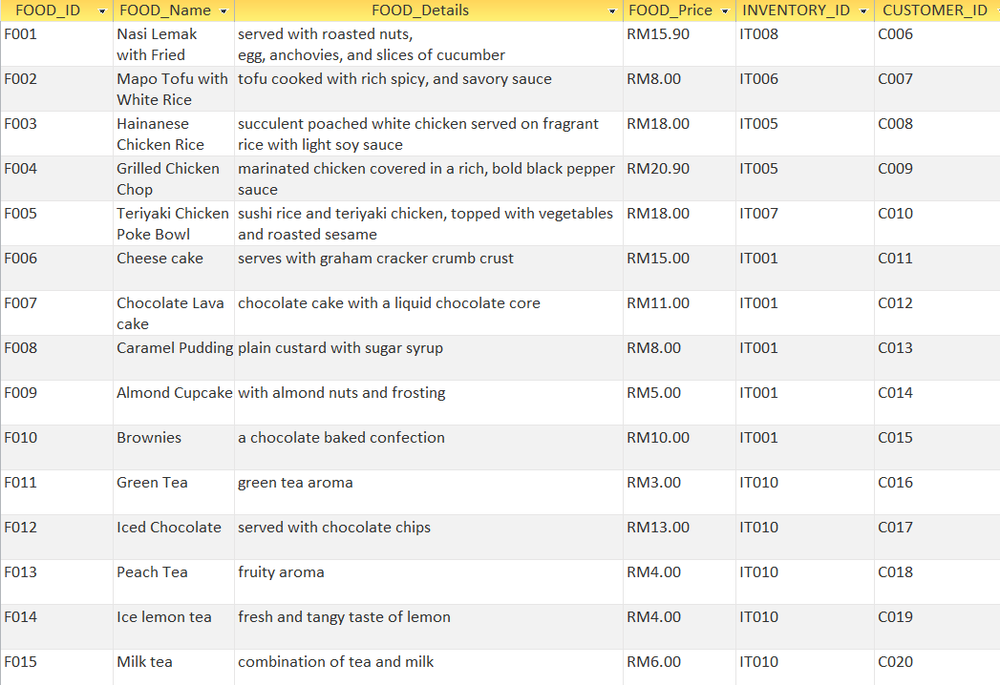 FOOD_ID FOOD_Name FOOD_Details FOOD_Price INVENTORY_ID CUSTOMER_ID
F001 Nasi Lemak served with roasted nuts, RM15.90 IT008 C006
with Fried egg, anchovies, and slices of cucumber
F002 Mapo Tofu with tofu cooked with rich spicy, and savory sauce RM8.00 IT006 C007
White Rice
F003 Hainanese succulent poached white chicken served on fragrant RM18.00 IT005 C008
Chicken Rice rice with light soy sauce
F004 Grilled Chicken marinated chicken covered in a rich, bold black pepper RM20.90 IT005 C009
Chop sauce
F005 Teriyaki Chicken sushi rice and teriyaki chicken, topped with vegetables RM18.00 IT007 C010
Poke Bowl and roasted sesame
F006 Cheese cake serves with graham cracker crumb crust RM15.00 IT001 C011
F007 Chocolate Lava chocolate cake with a liquid chocolate core RM11.00 IT001 C012
cake
F008 Caramel Pudding plain custard with sugar syrup RM8.00 IT001 C013
F009 Almond Cupcake with almond nuts and frosting RM5.00 IT001 C014
F010 Brownies a chocolate baked confection RM10.00 IT001 C015
F011 Green Tea green tea aroma RM3.00 IT010 C016
F012 Iced Chocolate served with chocolate chips RM13.00 IT010 C017
F013 Peach Tea fruity aroma RM4.00 IT010 C018
F014 Ice lemon tea fresh and tangy taste of lemon RM4.00 IT010 C019
F015 Milk tea combination of tea and milk RM6.00 IT010 C020